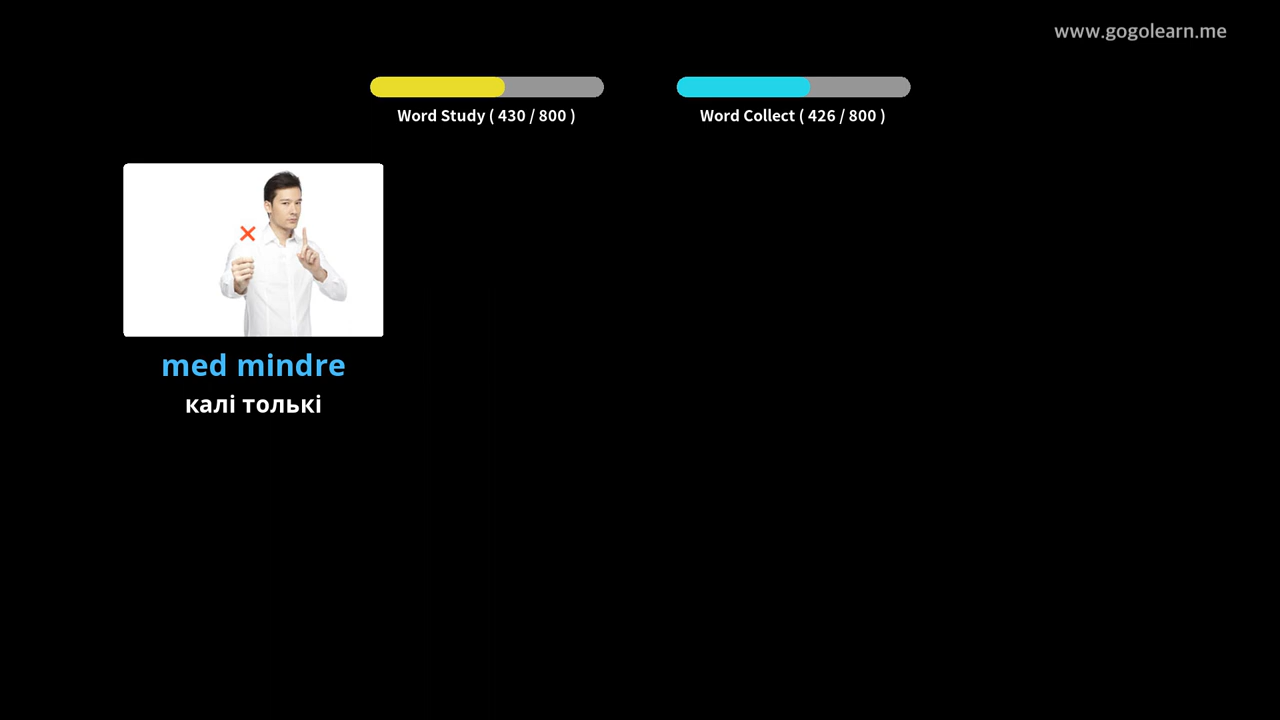 www.gogolearn.me
Word Study ( 430 / 800 )
Word Collect ( 426 / 800 )
med mindre
калі толькі